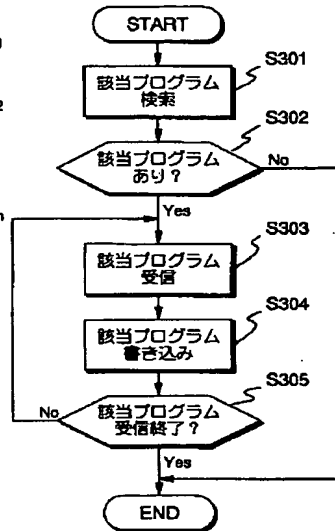 START
S301
該当プログラム
検索
S302
該当プログラム
あり?
No
Yes
S303
該当プログラム
受信
S304
該当プログラム
書き込み
S305
該当プログラム
受信終了?
No
Yes
END